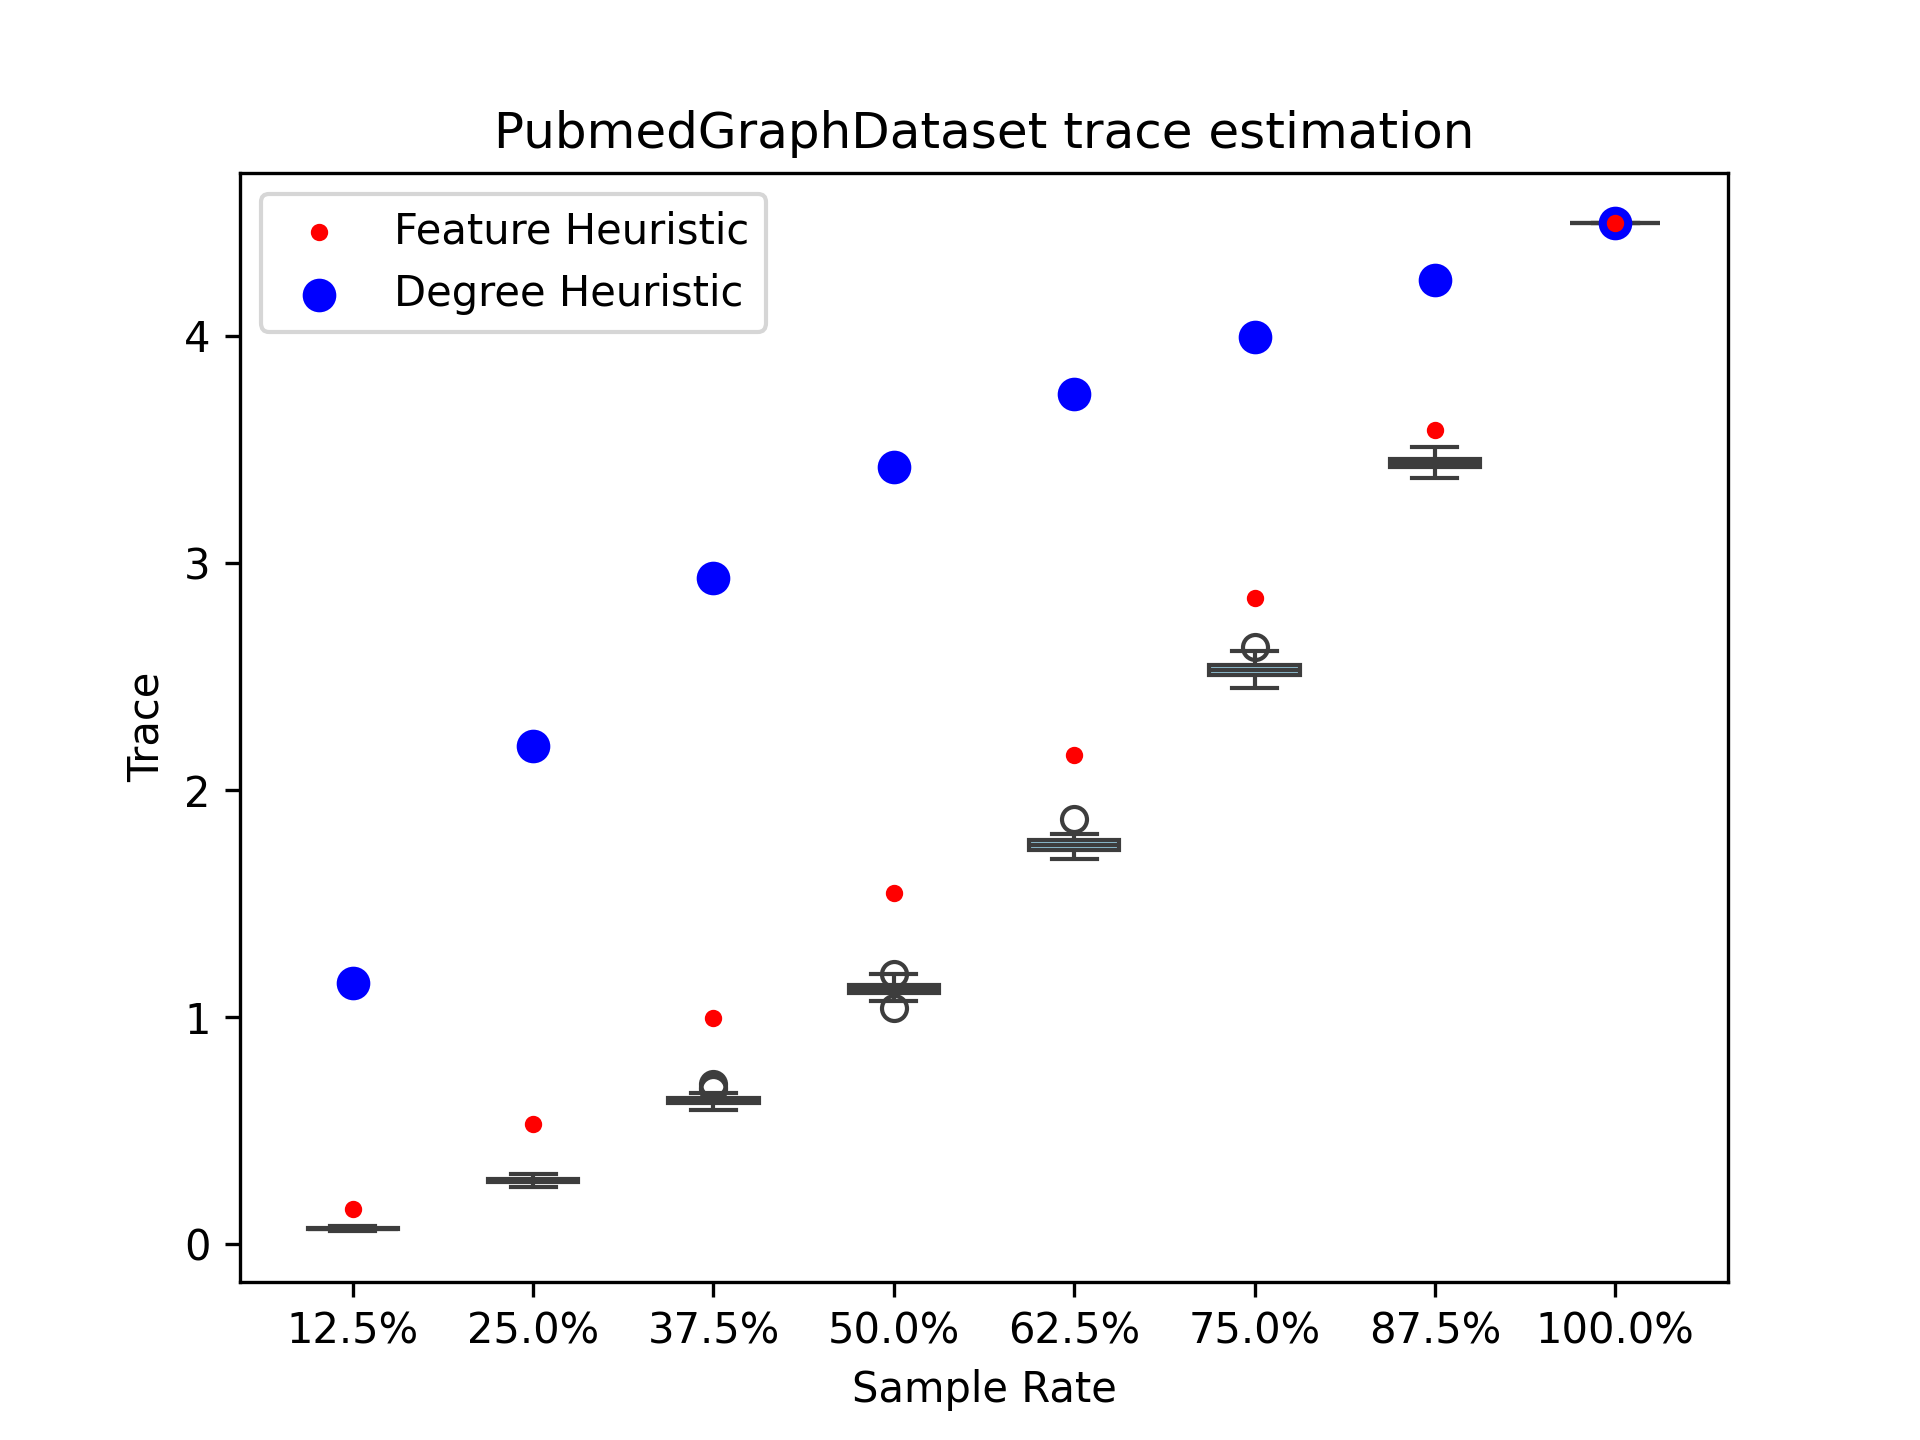 PubmedGraphDataset trace estimation
Feature Heuristic
Degree Heuristic
4
3
2
1
0
Trace
12.5% 25.0% 37.5% 50.0% 62.5% 75.0% 87.5% 100.0%
Sample Rate